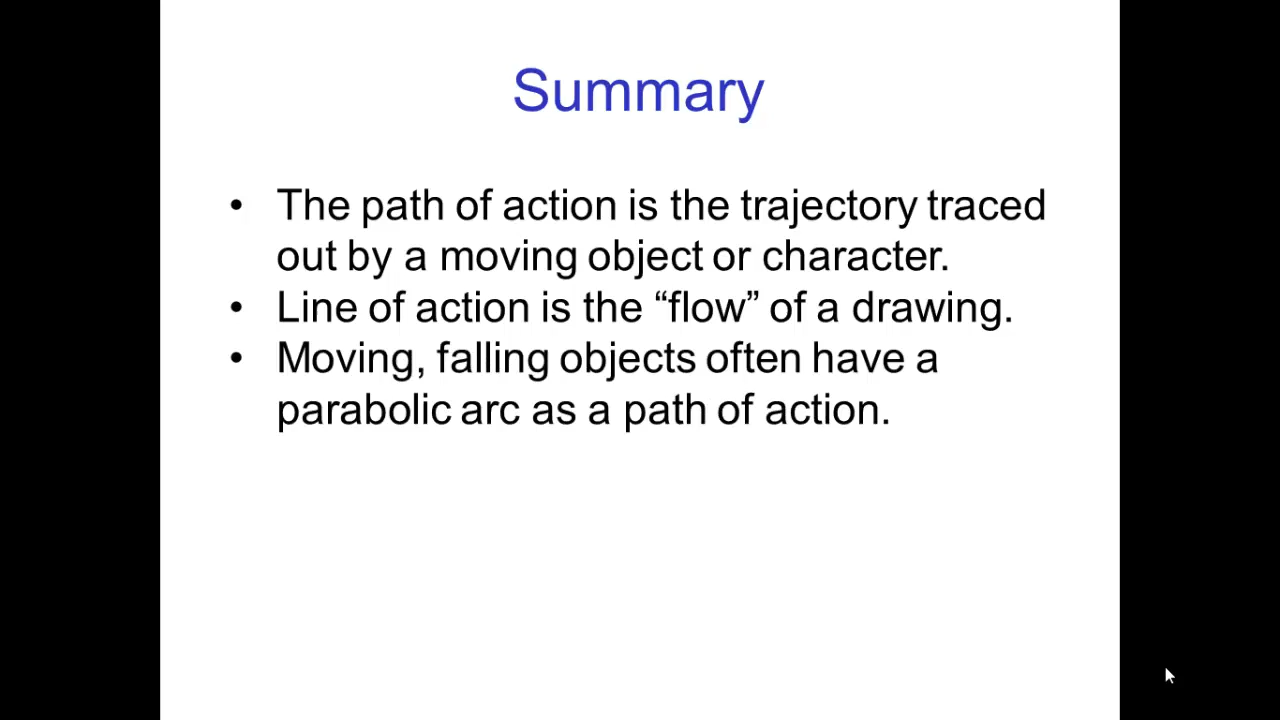 Summary
• The path of action is the trajectory traced
out by a moving object or character.
• Line of action is the “flow” of a drawing.
• Moving, falling objects often have a
parabolic arc as a path of action.